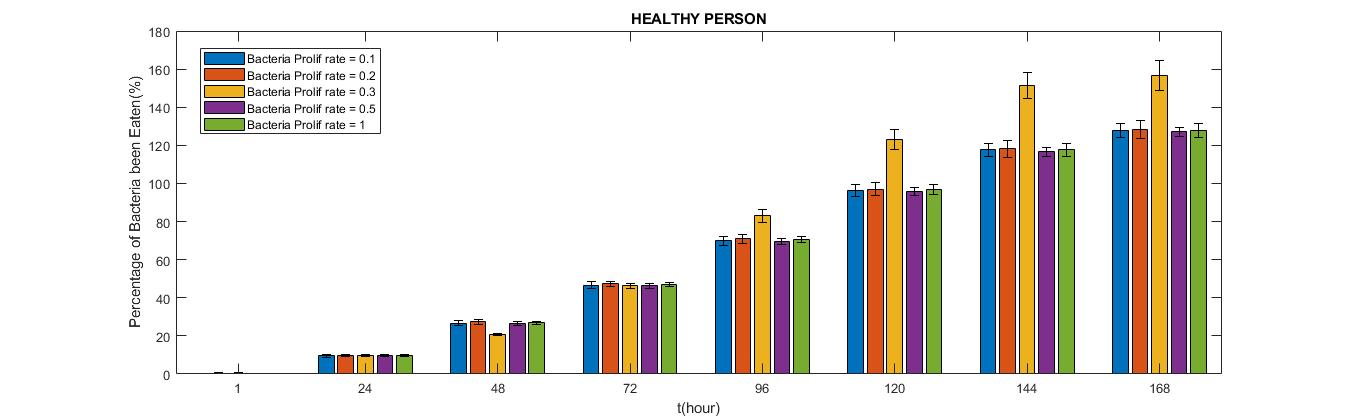 HEALTHY PERSON
180
160
140
120
100
80
60
40
20
0
Percentage of Bacteria been Eaten(%)
Bacteria Prolif rate = 0.1
Bacteria Prolif rate = 0.2
Bacteria Prolif rate = 0.3
Bacteria Prolif rate = 0.5
Bacteria Prolif rate = 1
1 24 48 72 96 120 144 168
t(hour)